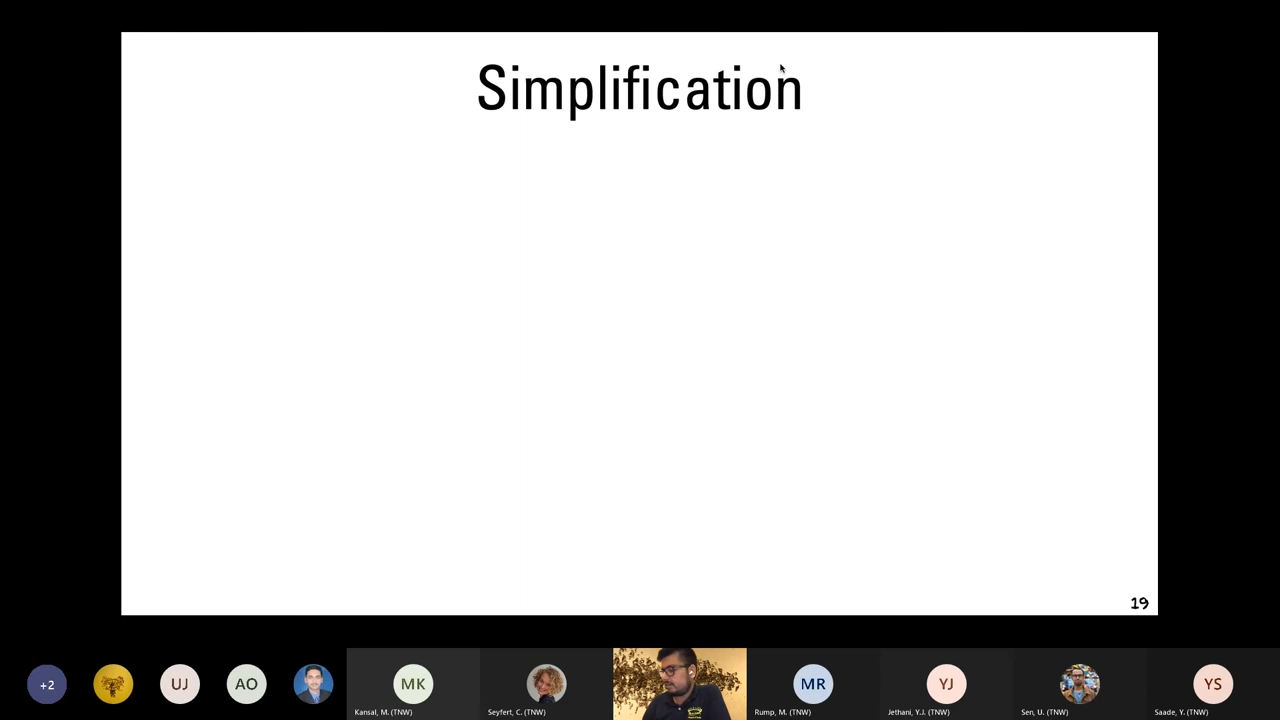 Simplification
19
+2
UJ
AO
MK
MR
YJ
YS
Kansal, M. (TNW)
Seyfert, C. (TNW)
Rump, M. (TNW)
Jethani, Y.J. (TNW)
Sen, U. (TNW)
Saade, Y. (TNW)